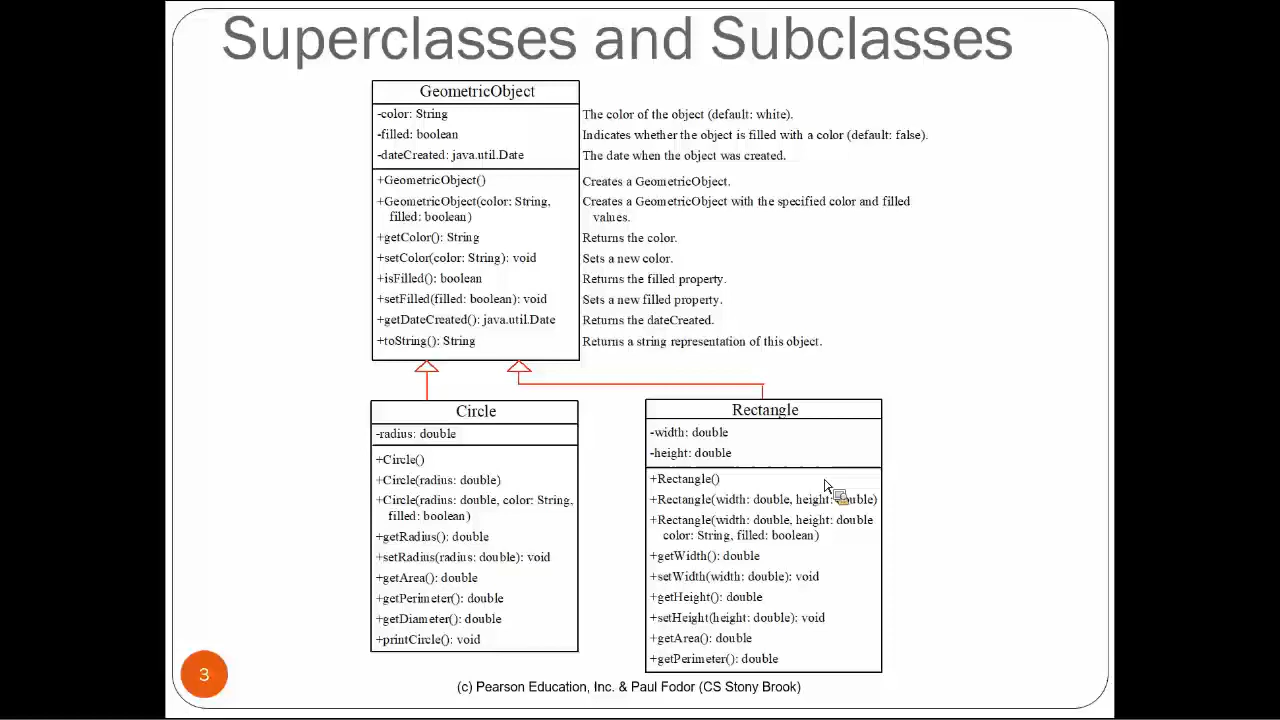 Superclasses and Subclasses
GeometricObject
-color: String
The color of the object (default: white).
-filled: boolean
Indicates whether the object is filled with a color (default: false).
-dateCreated: java.util.Date
The date when the object was created.
+GeometricObject()
Creates a GeometricObject.
+GeometricObject(color: String,
filled: boolean)
Creates a GeometricObject with the specified color and filled
values.
+getColor(): String
Returns the color.
+setColor(color: String): void
Sets a new color.
+isFilled(): boolean
Returns the filled property.
+setFilled(filled: boolean): void
Sets a new filled property.
+getDateCreated(): java.util.Date
Returns the dateCreated.
+toString(): String
Returns a string representation of this object.
Circle
-radius: double
+Circle()
+Circle(radius: double)
+Circle(radius: double, color: String,
filled: boolean)
+getRadius(): double
+setRadius(radius: double): void
+getArea(): double
+getPerimeter(): double
+getDiameter(): double
+printCircle(): void
Rectangle
-width: double
-height: double
+Rectangle()
+Rectangle(width: double, height: double)
+Rectangle(width: double, height: double
color: String, filled: boolean)
+getWidth(): double
+setWidth(width: double): void
+getHeight(): double
+setHeight(height: double): void
+getArea(): double
+getPerimeter(): double
3
(c) Pearson Education, Inc. & Paul Fodor (CS Stony Brook)